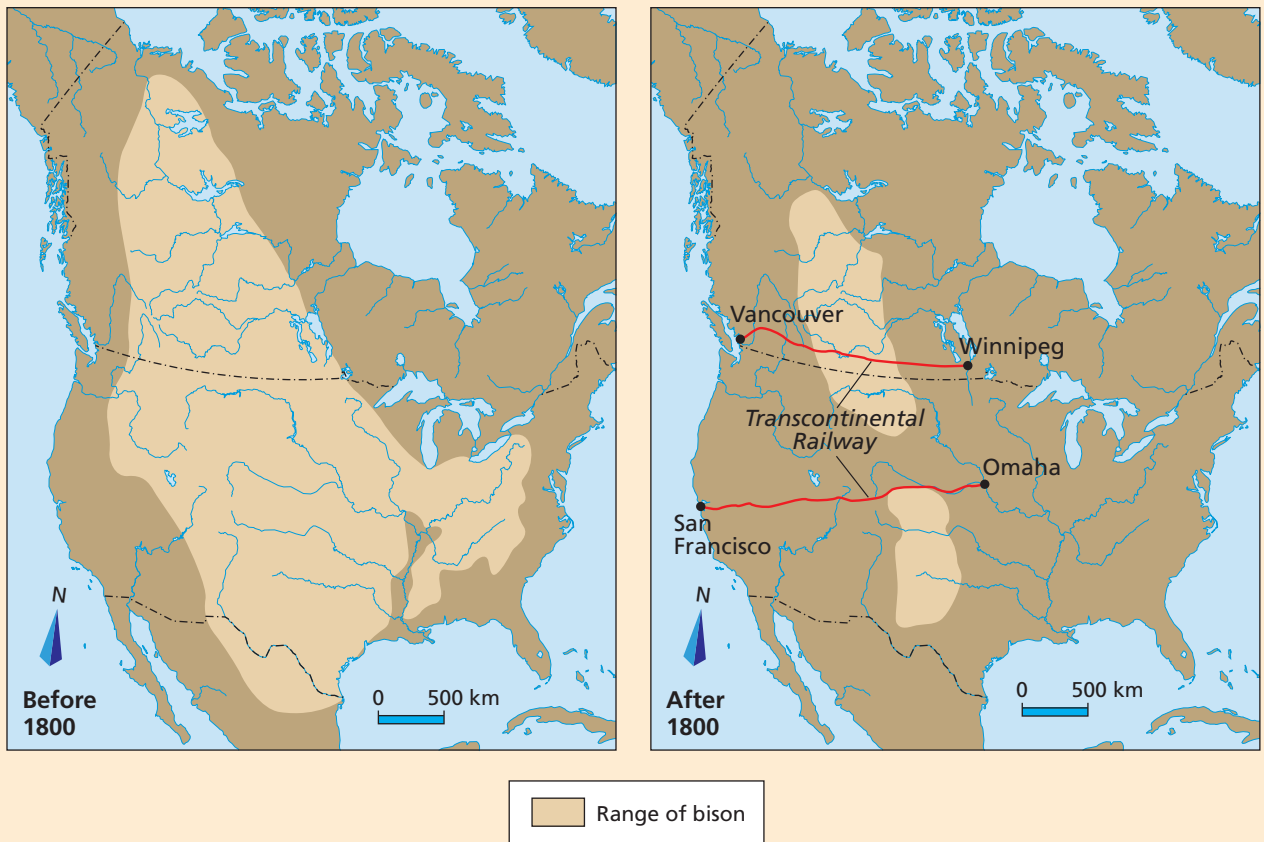 N
Before
1800
0 500 km
Vancouver
Winnipeg
Transcontinental
Railway
Omaha
San
Francisco
N
After
1800
0 500 km
Range of bison